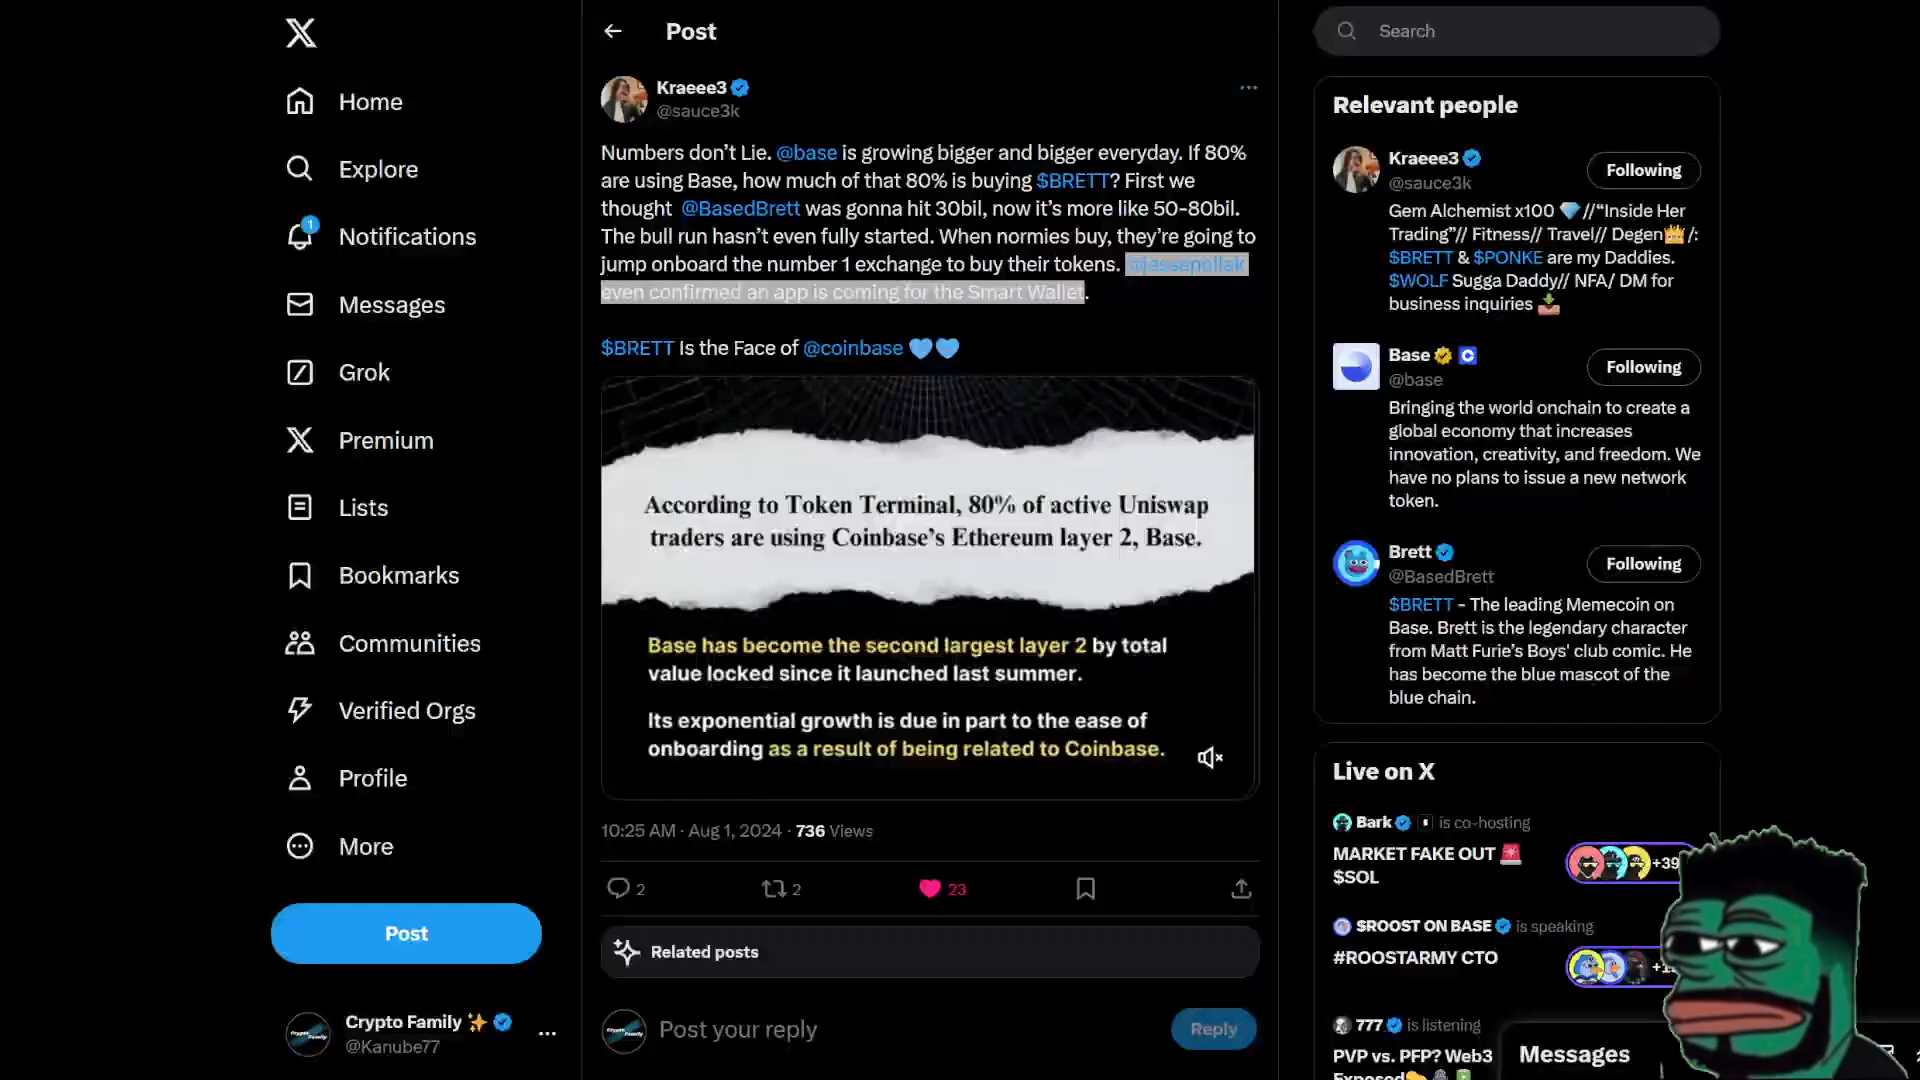 Home
Explore
1
Notifications
Messages
Grok
Premium
Lists
Bookmarks
Communities
Verified Orgs
Profile
More
Post
Crypto Family ✨
@Kanube77
Post
Kraeee3
@sauce3k
Numbers don’t Lie. @base is growing bigger and bigger everyday. If 80%
are using Base, how much of that 80% is buying $BRETT? First we
thought @BasedBrett was gonna hit 30bil, now it’s more like 50-80bil.
The bull run hasn’t even fully started. When normies buy, they’re going to
jump onboard the number 1 exchange to buy their tokens. @jessepollak
even confirmed an app is coming for the Smart Wallet.
$BRETT Is the Face of @coinbase 🩵🩵
According to Token Terminal, 80% of active Uniswap
traders are using Coinbase’s Ethereum layer 2, Base.
Base has become the second largest layer 2 by total
value locked since it launched last summer.
Its exponential growth is due in part to the ease of
onboarding as a result of being related to Coinbase.
10:25 AM · Aug 1, 2024 · 736 Views
2 2 23
Related posts
Post your reply
Reply
Search
Relevant people
Kraeee3
@sauce3k
Following
Gem Alchemist x100 💎//“Inside Her
Trading”// Fitness// Travel// Degen👑/:
$BRETT & $PONKE are my Daddies.
$WOLF Sugga Daddy// NFA/ DM for
business inquiries 📥
Base
@base
Following
Bringing the world onchain to create a
global economy that increases
innovation, creativity, and freedom. We
have no plans to issue a new network
token.
Brett
@BasedBrett
Following
$BRETT - The leading Memecoin on
Base. Brett is the legendary character
from Matt Furie’s Boys' club comic. He
has become the blue mascot of the
blue chain.
Live on X
Bark is co-hosting
MARKET FAKE OUT 🚨
$SOL
+39
$ROOST ON BASE is speaking
#ROOSTARMY CTO
777 is listening
PVP vs. PFP? Web3
Exposed
Messages